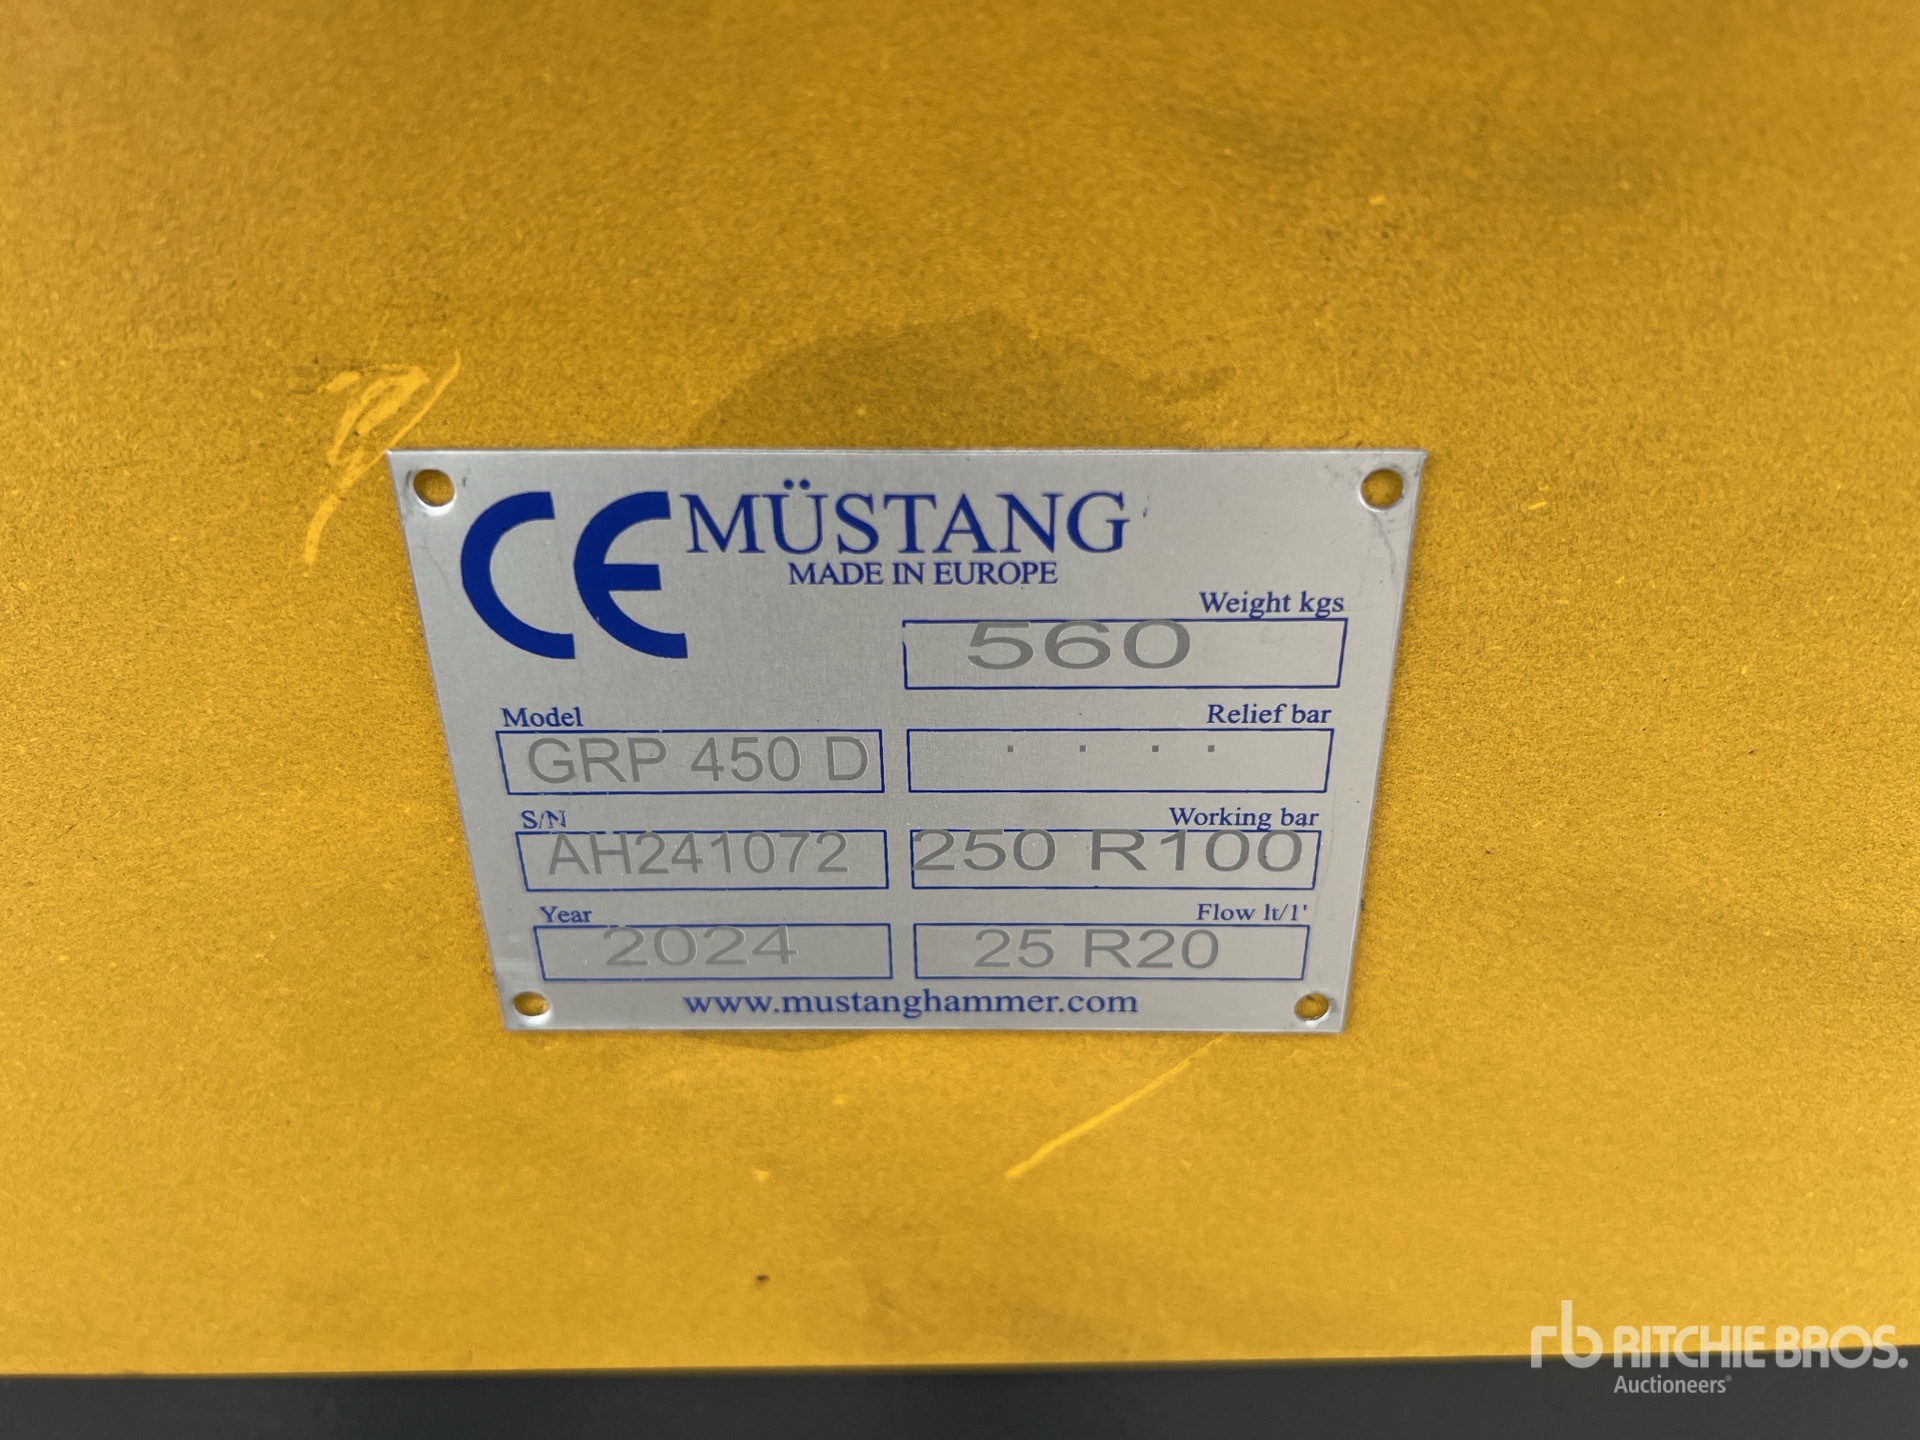 CE MÜSTANG
MADE IN EUROPE
Weight kgs
560
Model
GRP 450 D
Relief bar
. . . .
S/N
AH241072
Working bar
250 R100
Year
2024
Flow lt/1'
25 R20
www.mustanghammer.com
rb RITCHIE BROS.
Auctioneers®